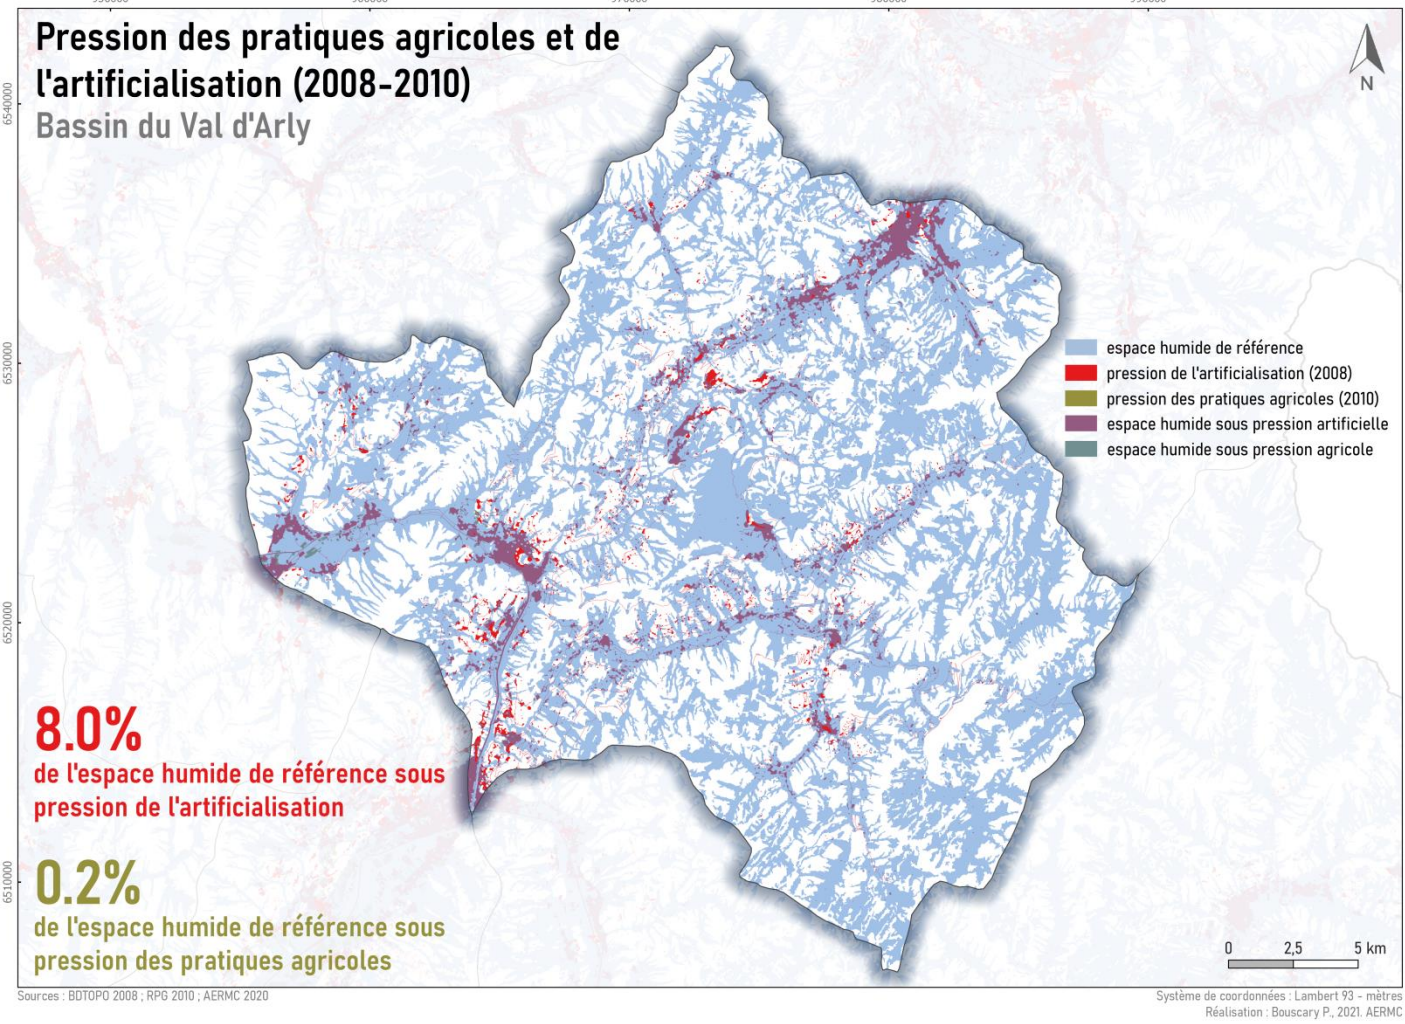 Pression des pratiques agricoles et de
l'artificialisation (2008-2010)
Bassin du Val d'Arly
N
6540000
6530000
6520000
6510000
espace humide de référence
pression de l'artificialisation (2008)
pression des pratiques agricoles (2010)
espace humide sous pression artificielle
espace humide sous pression agricole
8.0%
de l'espace humide de référence sous
pression de l'artificialisation
0.2%
de l'espace humide de référence sous
pression des pratiques agricoles
0 2,5 5 km
Sources : BDTOPO 2008 ; RPG 2010 ; AERMC 2020
Système de coordonnées : Lambert 93 - mètres
Réalisation : Bouscary P., 2021. AERMC